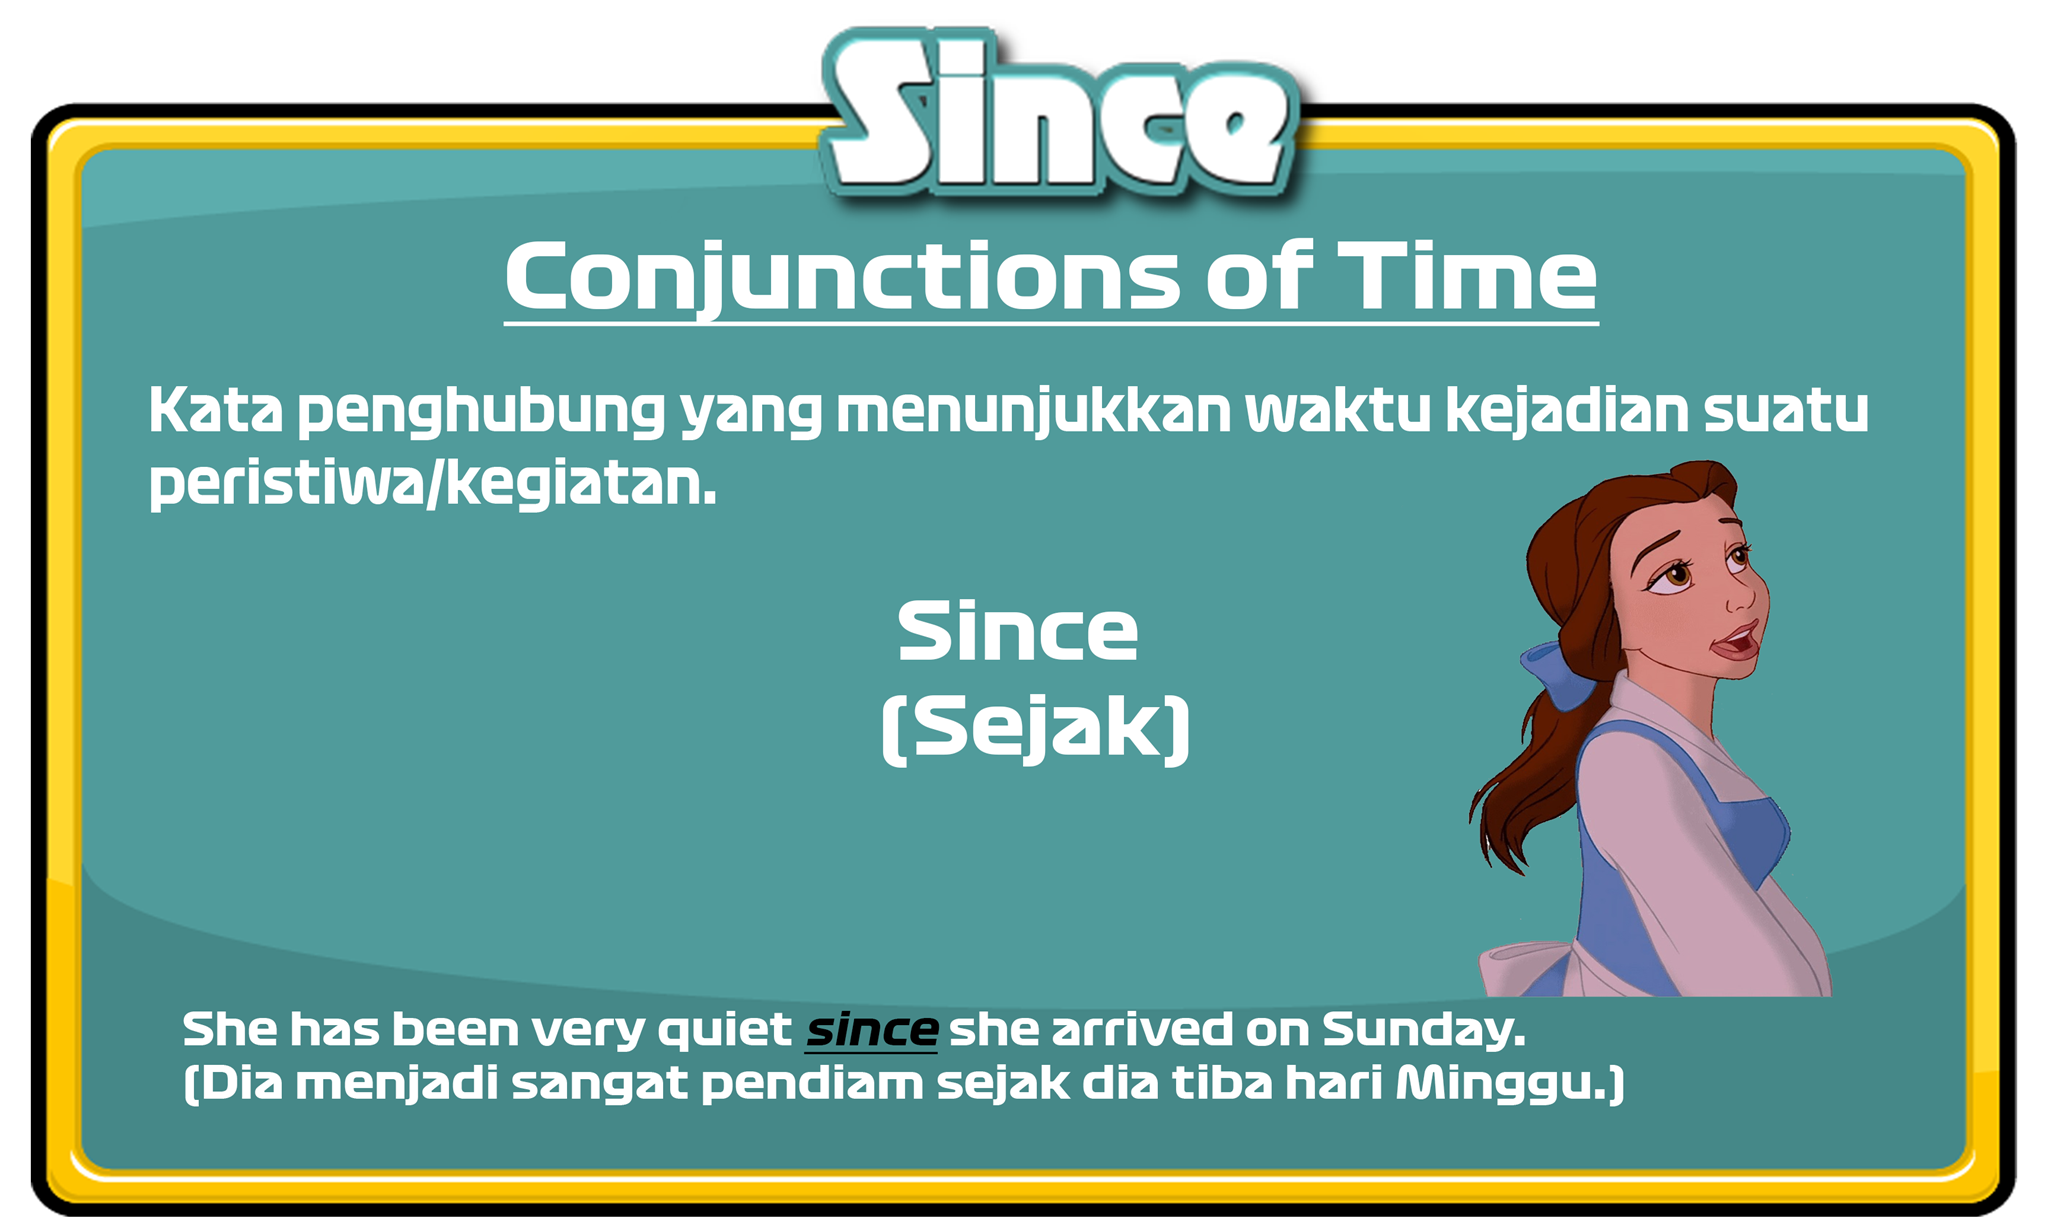 Since
Conjunctions of Time
Kata penghubung yang menunjukkan waktu kejadian suatu
peristiwa/kegiatan.
Since
(Sejak)
She has been very quiet since she arrived on Sunday.
(Dia menjadi sangat pendiam sejak dia tiba hari Minggu.)